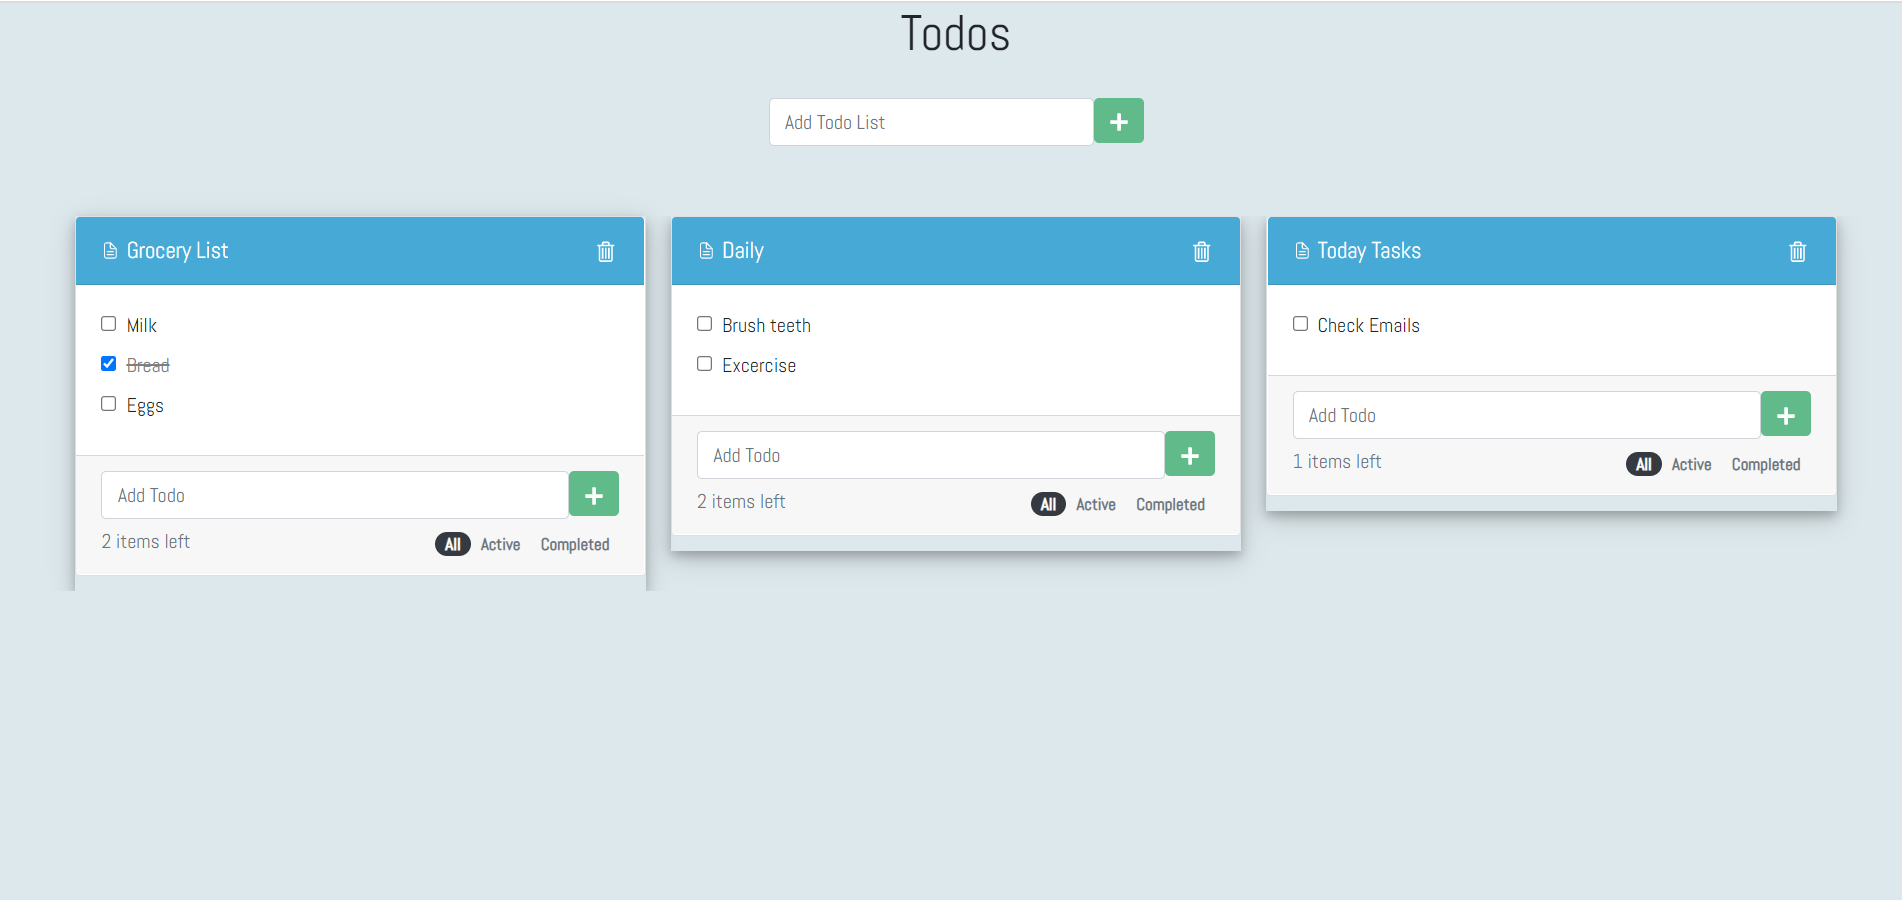 Todos
Add Todo List
Grocery List
Milk
Bread
Eggs
Add Todo
2 items left
All Active Completed
Daily
Brush teeth
Excercise
Add Todo
2 items left
All Active Completed
Today Tasks
Check Emails
Add Todo
1 items left
All Active Completed